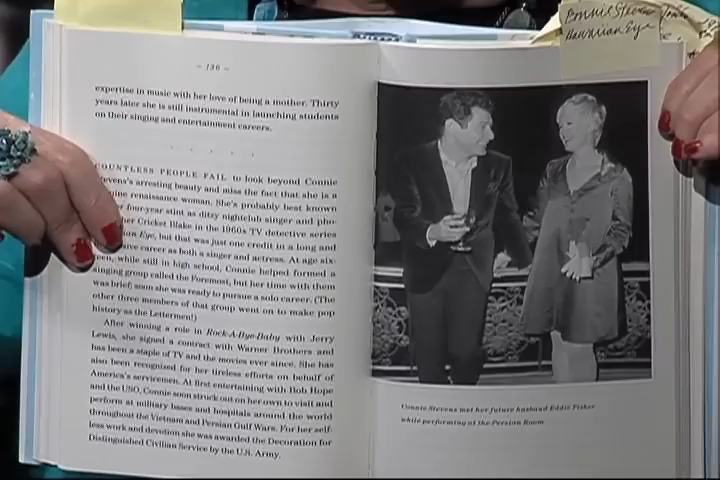 Bonnie Stevens
Hawaiian Eye
– 136 –
expertise in music with her love of being a mother. Thirty
years later she is still instrumental in launching students
on their singing and entertainment careers.
COUNTLESS PEOPLE FAIL to look beyond Connie
Stevens's arresting beauty and miss the fact that she is a
genuine renaissance woman. She's probably best known
four-year stint as ditzy nightclub singer and pho-
Cricket Blake in the 1960s TV detective series
Eye, but that was just one credit in a long and
career as both a singer and actress. At age six-
teen, while still in high school, Connie helped formed a
singing group called the Foremost, but her time with them
was brief; soon she was ready to pursue a solo career. (The
other three members of that group went on to make pop
history as the Lettermen!)
After winning a role in Rock-A-Bye-Baby with Jerry
Lewis, she signed a contract with Warner Brothers and
has been a staple of TV and the movies ever since. She has
also been recognized for her tireless efforts on behalf of
America's servicemen. At first entertaining with Bob Hope
and the USO, Connie soon struck out on her own to visit and
perform at military bases and hospitals around the world
throughout the Vietnam and Persian Gulf Wars. For her self-
less work and devotion she was awarded the Decoration for
Distinguished Civilian Service by the U.S. Army.
Connie Stevens met her future husband Eddie Fisher
while performing at the Persian Room